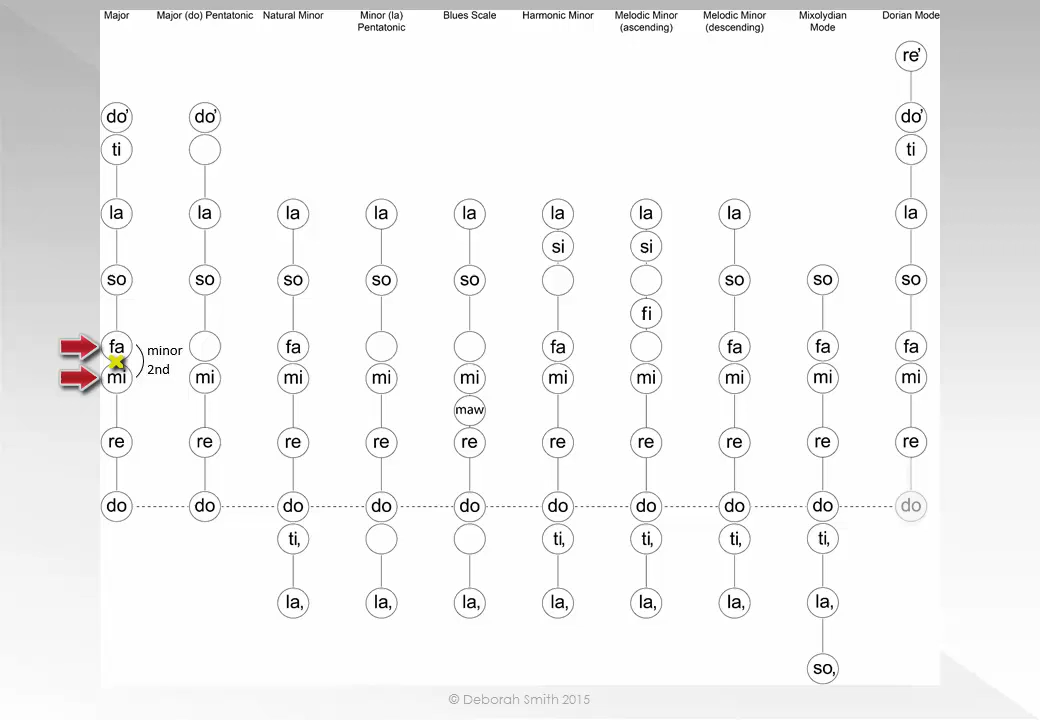 Major Major (do) Pentatonic Natural Minor Minor (la) Blues Scale Harmonic Minor Melodic Minor Melodic Minor Mixolydian Dorian Mode
Pentatonic (ascending) (descending) Mode
re'
do' do' do'
ti ti
la la la la la la la la la
si si
so so so so so so so so
fi
fa fa fa fa fa fa
minor
2nd
mi mi mi mi mi mi mi mi mi mi
maw
re re re re re re re re re re
do do do do do do do do do do
ti, ti, ti, ti, ti,
la, la, la, la, la, la, la,
so,
© Deborah Smith 2015